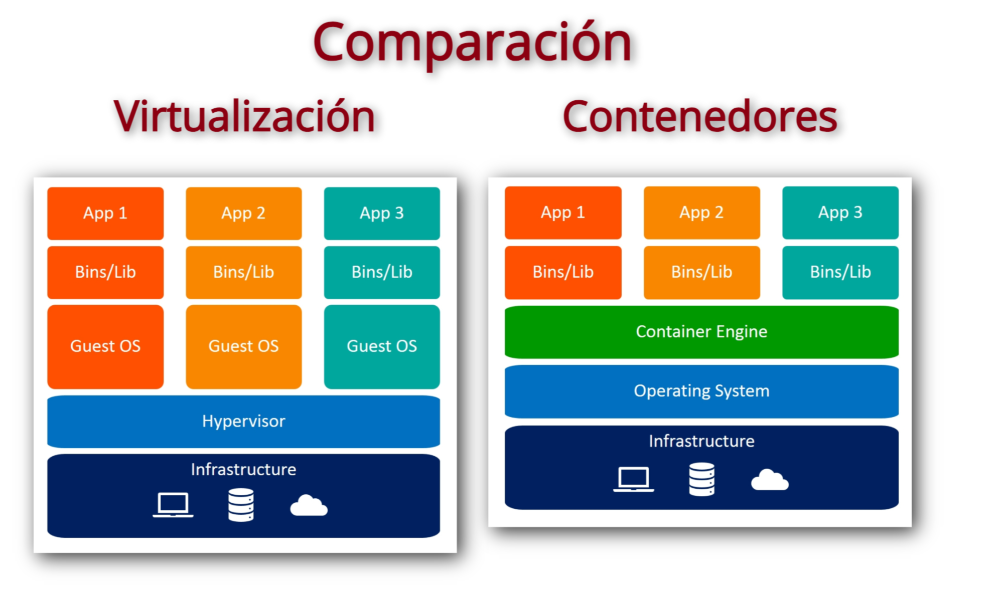 Comparación
Virtualización
Contenedores
App 1
App 2
App 3
Bins/Lib
Bins/Lib
Bins/Lib
Guest OS
Guest OS
Guest OS
Hypervisor
Infrastructure
App 1
App 2
App 3
Bins/Lib
Bins/Lib
Bins/Lib
Container Engine
Operating System
Infrastructure